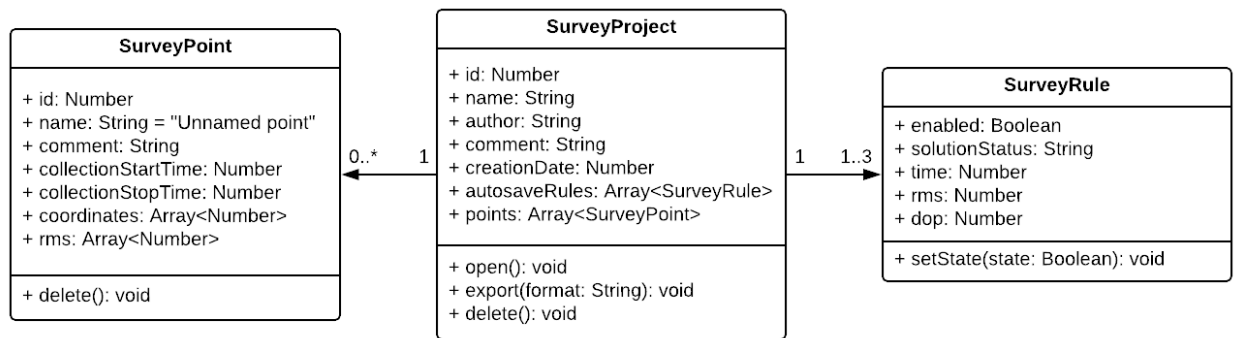 SurveyPoint
+ id: Number
+ name: String = "Unnamed point"
+ comment: String
+ collectionStartTime: Number
+ collectionStopTime: Number
+ coordinates: Array<Number>
+ rms: Array<Number>
+ delete(): void
0..*
1
SurveyProject
+ id: Number
+ name: String
+ author: String
+ comment: String
+ creationDate: Number
+ autosaveRules: Array<SurveyRule>
+ points: Array<SurveyPoint>
+ open(): void
+ export(format: String): void
+ delete(): void
1
1..3
SurveyRule
+ enabled: Boolean
+ solutionStatus: String
+ time: Number
+ rms: Number
+ dop: Number
+ setState(state: Boolean): void